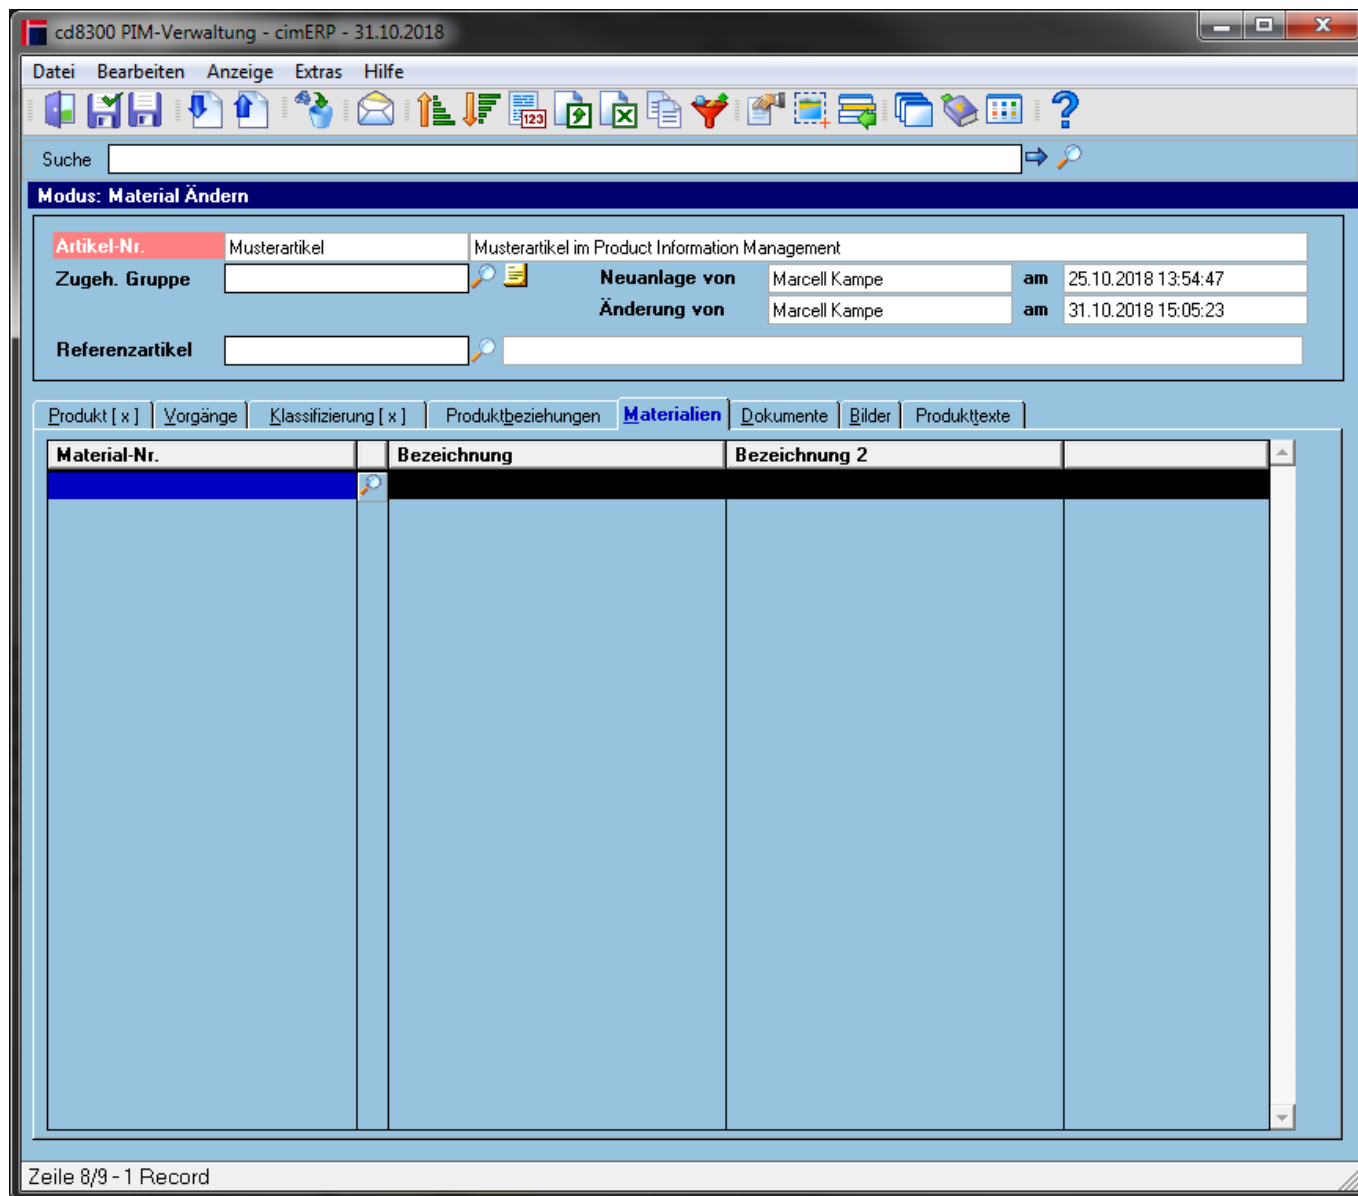 cd8300 PIM-Verwaltung - cimERP - 31.10.2018
Datei Bearbeiten Anzeige Extras Hilfe
123
Suche
Modus: Material Ändern
Artikel-Nr. Musterartikel Musterartikel im Product Information Management
Zugeh. Gruppe Neuanlage von Marcell Kampe am 25.10.2018 13:54:47
Änderung von Marcell Kampe am 31.10.2018 15:05:23
Referenzartikel
Produkt [ x ] Vorgänge Klassifizierung [ x ] Produktbeziehungen Materialien Dokumente Bilder Produkttexte
Material-Nr. Bezeichnung Bezeichnung 2
Zeile 8/9 - 1 Record